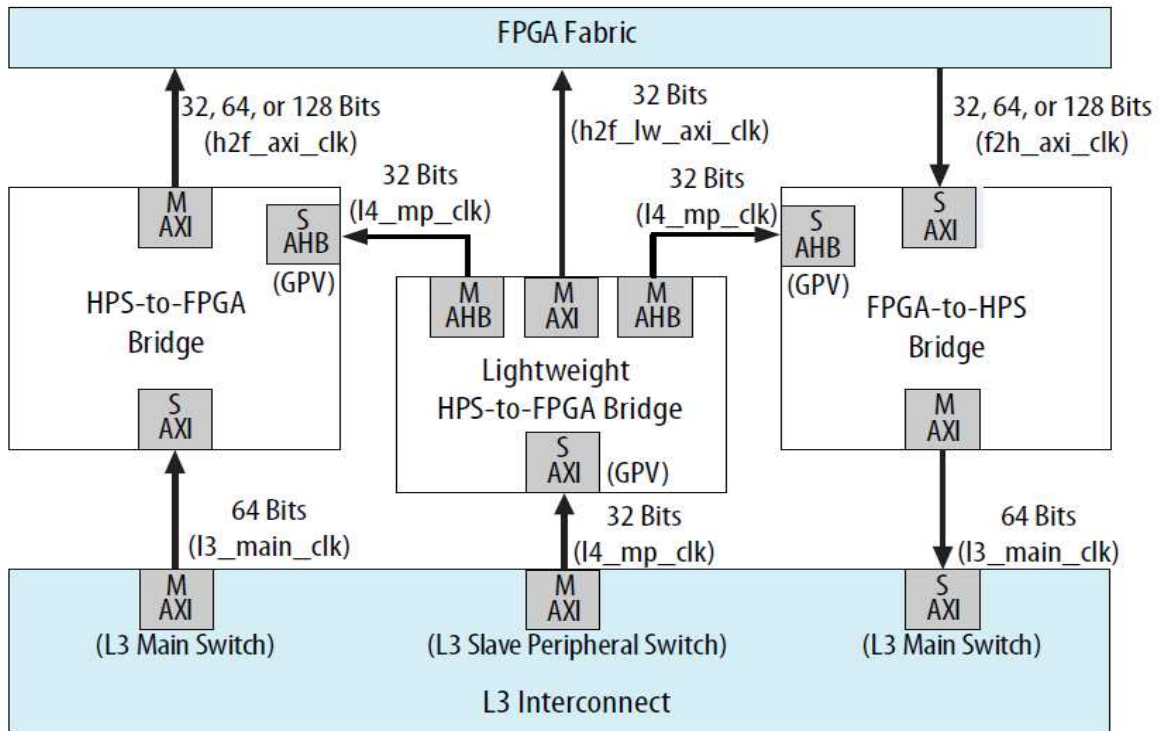 FPGA Fabric
32, 64, or 128 Bits
(h2f_axi_clk)
32 Bits
(h2f_lw_axi_clk)
32, 64, or 128 Bits
(f2h_axi_clk)
32 Bits
(l4_mp_clk)
32 Bits
(l4_mp_clk)
M
AXI
S
AHB
(GPV)
HPS-to-FPGA
Bridge
S
AXI
M
AHB
M
AXI
M
AHB
Lightweight
HPS-to-FPGA Bridge
S
AXI
(GPV)
S
AXI
S
AHB
(GPV)
FPGA-to-HPS
Bridge
M
AXI
64 Bits
(l3_main_clk)
32 Bits
(l4_mp_clk)
64 Bits
(l3_main_clk)
M
AXI
(L3 Main Switch)
M
AXI
(L3 Slave Peripheral Switch)
S
AXI
(L3 Main Switch)
L3 Interconnect